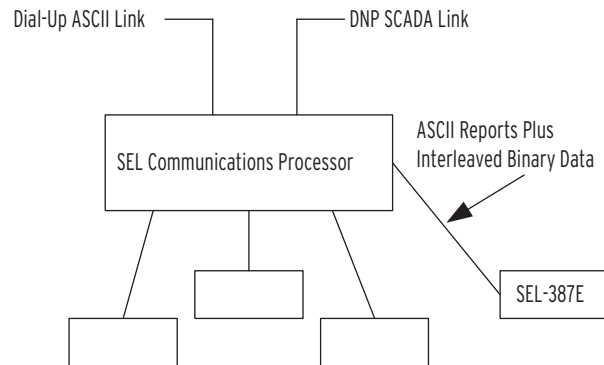 Dial-Up ASCII Link
DNP SCADA Link
SEL Communications Processor
ASCII Reports Plus
Interleaved Binary Data
SEL-387E